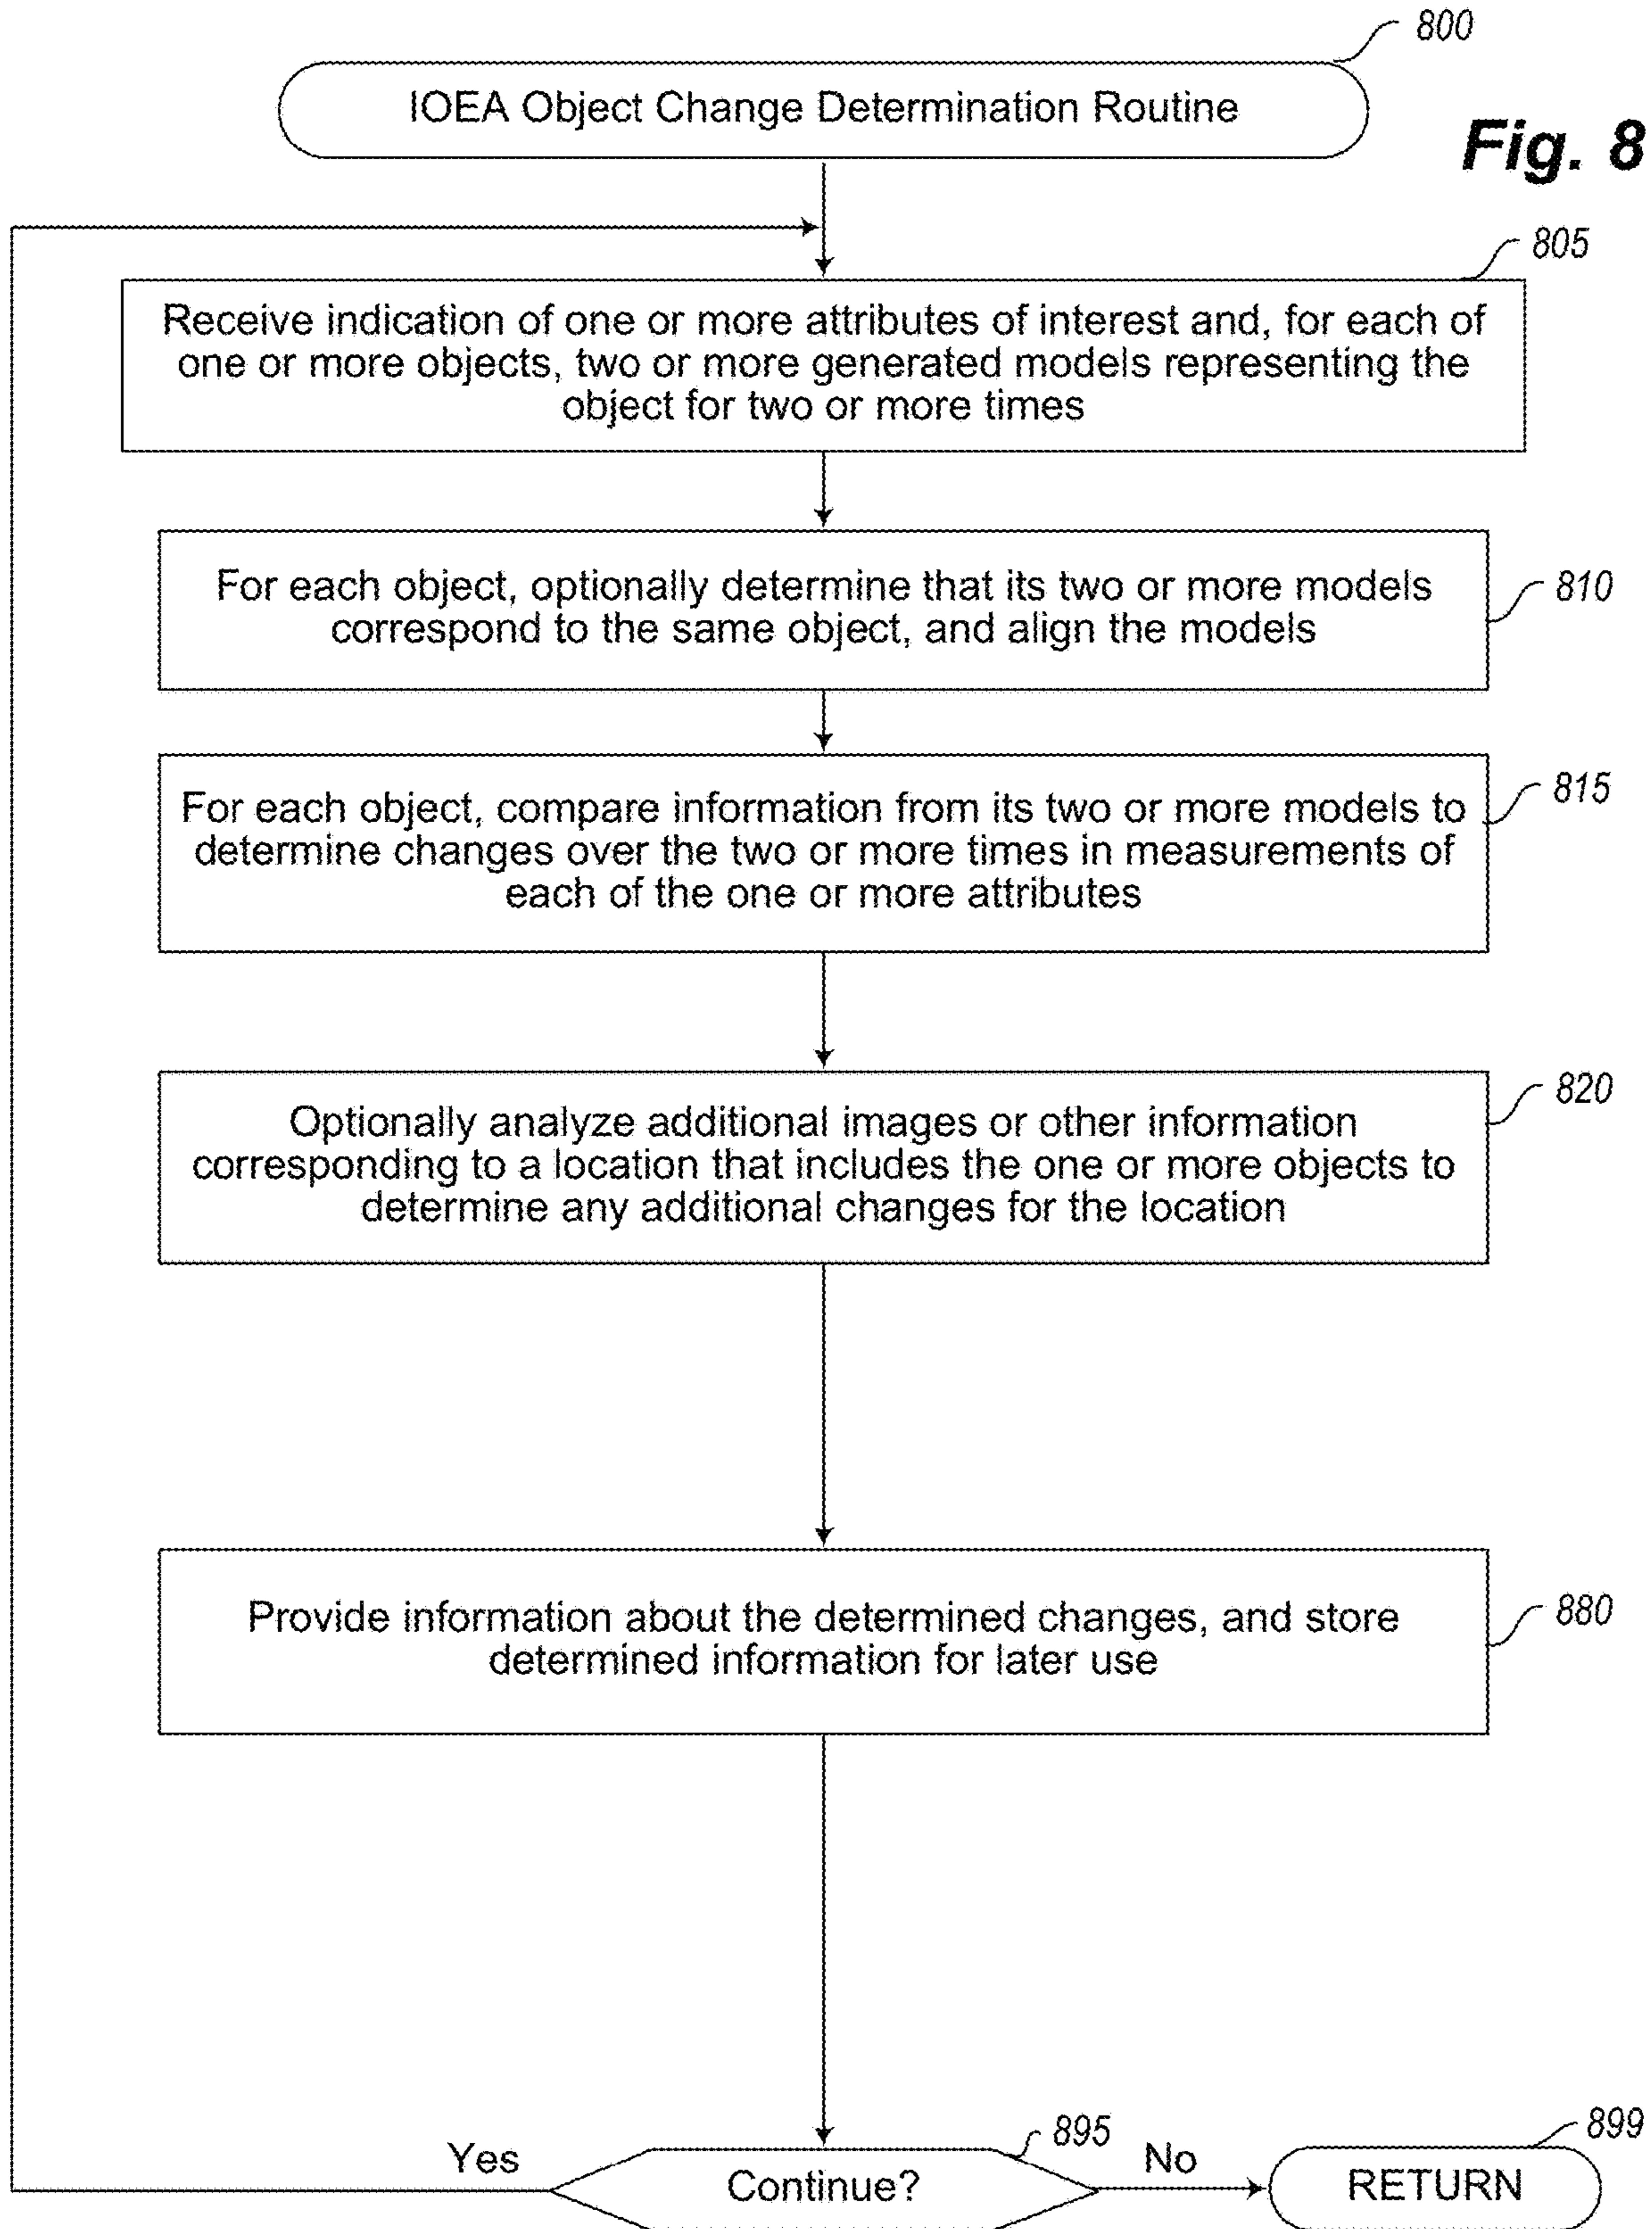 800
IOEA Object Change Determination Routine
Fig. 8
805
Receive indication of one or more attributes of interest and, for each of
one or more objects, two or more generated models representing the
object for two or more times
For each object, optionally determine that its two or more models
correspond to the same object, and align the models
810
For each object, compare information from its two or more models to
determine changes over the two or more times in measurements of
each of the one or more attributes
815
Optionally analyze additional images or other information
corresponding to a location that includes the one or more objects to
determine any additional changes for the location
820
Provide information about the determined changes, and store
determined information for later use
880
Yes
Continue?
895
No
RETURN
899